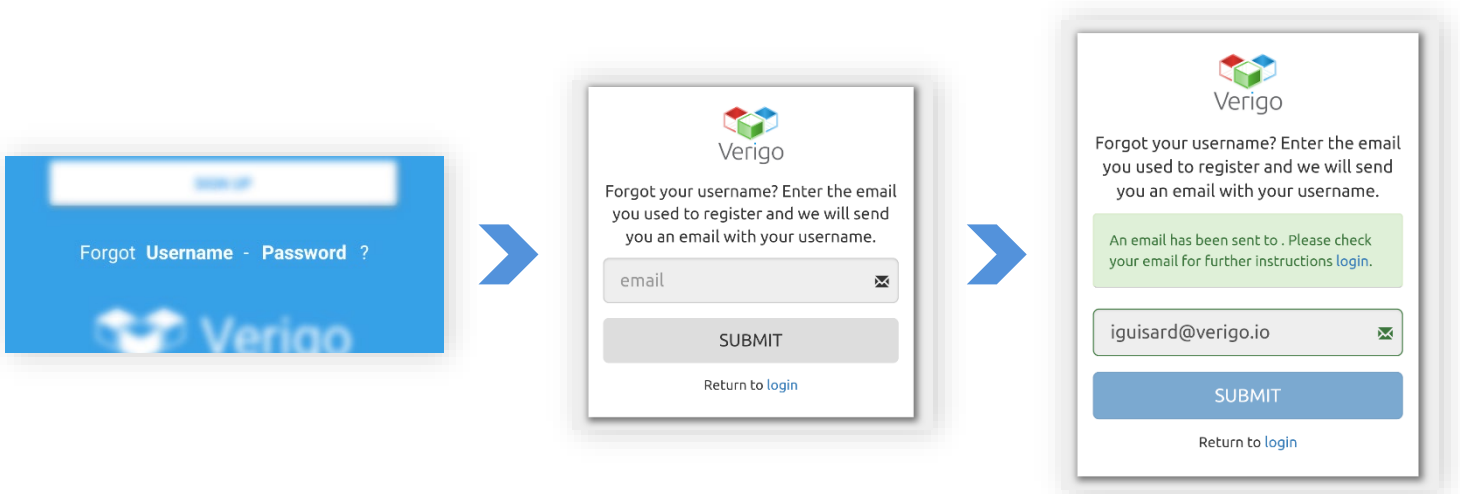 SIGN UP
Forgot Username - Password ?
Verigo
Verigo
Forgot your username? Enter the email
you used to register and we will send
you an email with your username.
email
SUBMIT
Return to login
Verigo
Forgot your username? Enter the email
you used to register and we will send
you an email with your username.
An email has been sent to . Please check
your email for further instructions login.
iguisard@verigo.io
SUBMIT
Return to login